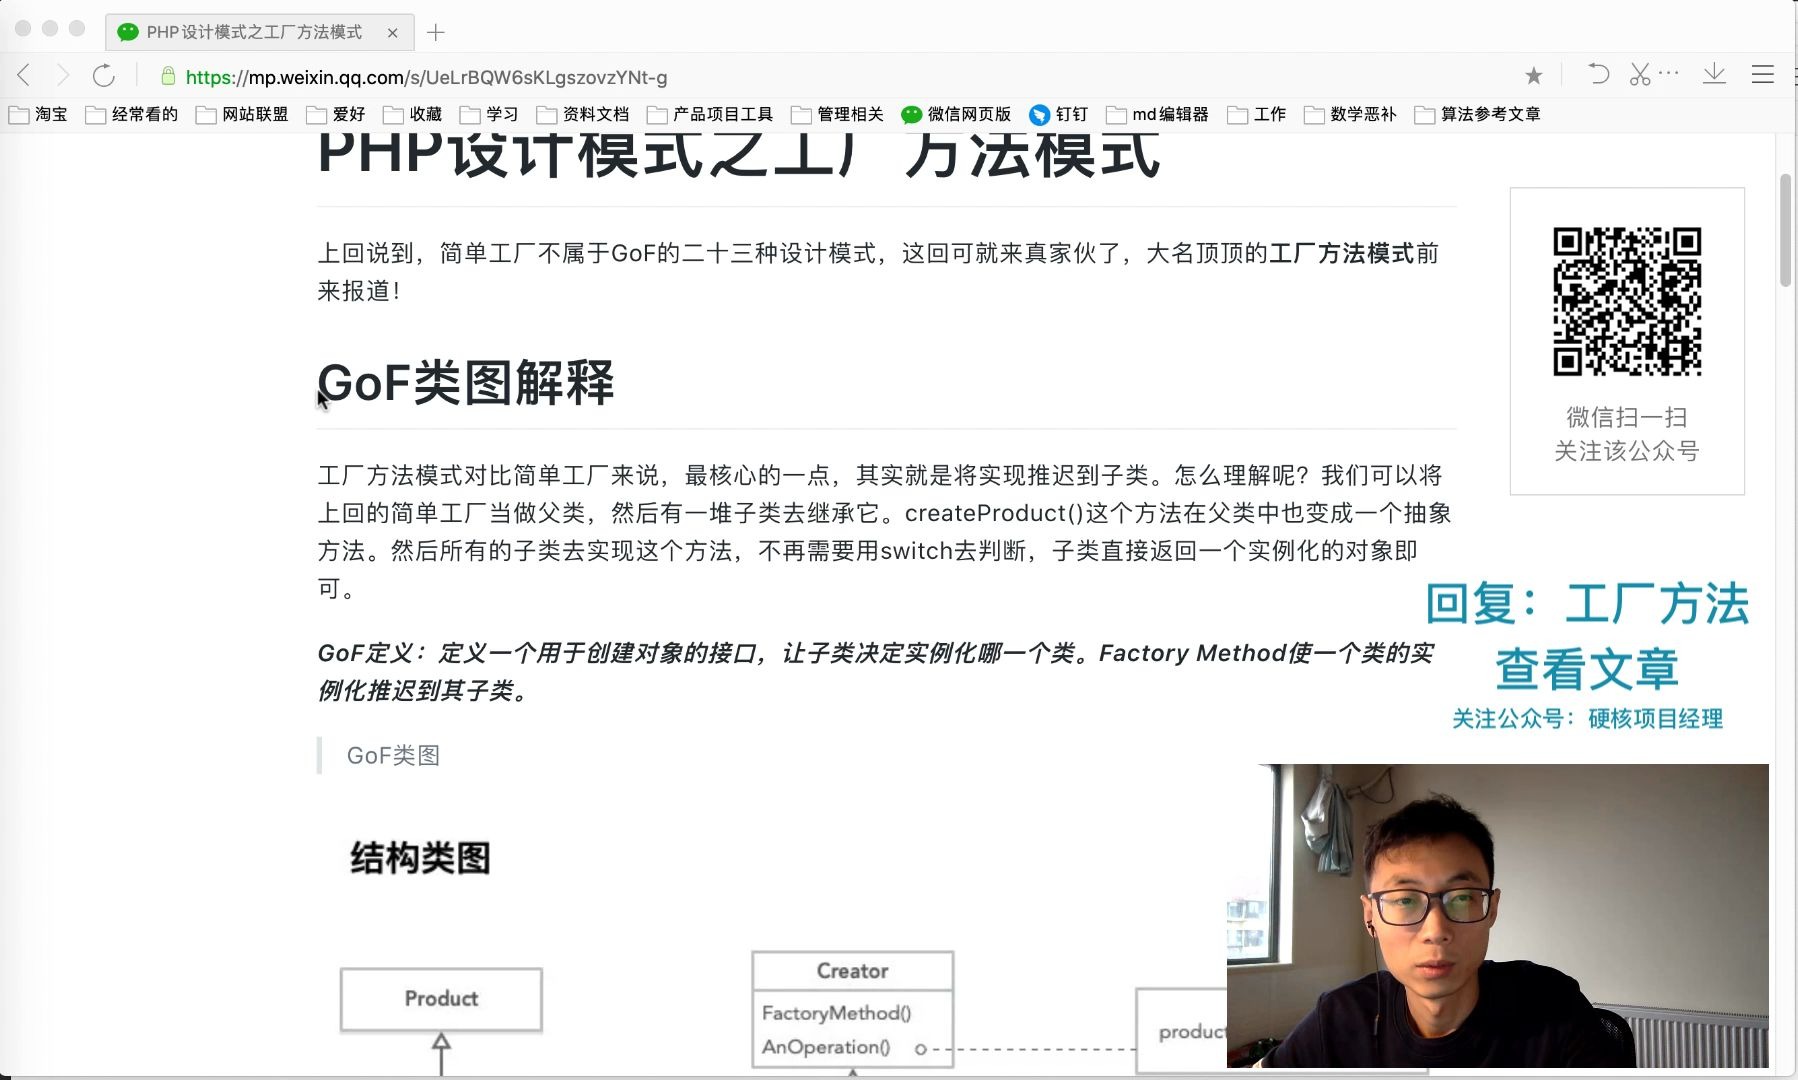 PHP设计模式之工厂方法模式
https://mp.weixin.qq.com/s/UeLrBQW6sKLgszovzYNt-g
淘宝 经常看的 网站联盟 爱好 收藏 学习 资料文档 产品项目工具 管理相关 微信网页版 钉钉 md编辑器 工作 数学恶补 算法参考文章
PHP设计模式之工厂方法模式
上回说到，简单工厂不属于GoF的二十三种设计模式，这回可就来真家伙了，大名顶顶的工厂方法模式前
来报道！
GoF类图解释
微信扫一扫
关注该公众号
工厂方法模式对比简单工厂来说，最核心的一点，其实就是将实现推迟到子类。怎么理解呢？我们可以将
上回的简单工厂当做父类，然后有一堆子类去继承它。createProduct()这个方法在父类中也变成一个抽象
方法。然后所有的子类去实现这个方法，不再需要用switch去判断，子类直接返回一个实例化的对象即
可。
回复：工厂方法
查看文章
关注公众号：硬核项目经理
GoF定义：定义一个用于创建对象的接口，让子类决定实例化哪一个类。Factory Method使一个类的实
例化推迟到其子类。
GoF类图
结构类图
Product
Creator
FactoryMethod()
AnOperation()
product